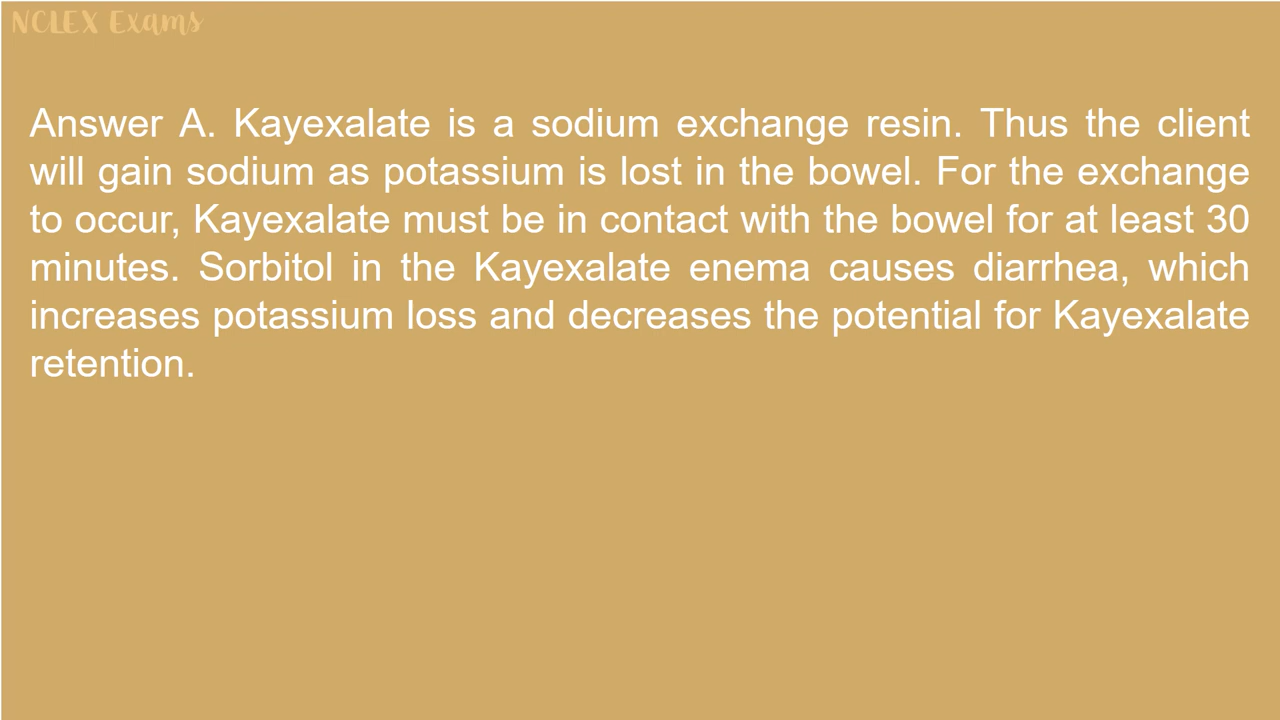 NCLEX Exams
Answer A. Kayexalate is a sodium exchange resin. Thus the client
will gain sodium as potassium is lost in the bowel. For the exchange
to occur, Kayexalate must be in contact with the bowel for at least 30
minutes. Sorbitol in the Kayexalate enema causes diarrhea, which
increases potassium loss and decreases the potential for Kayexalate
retention.